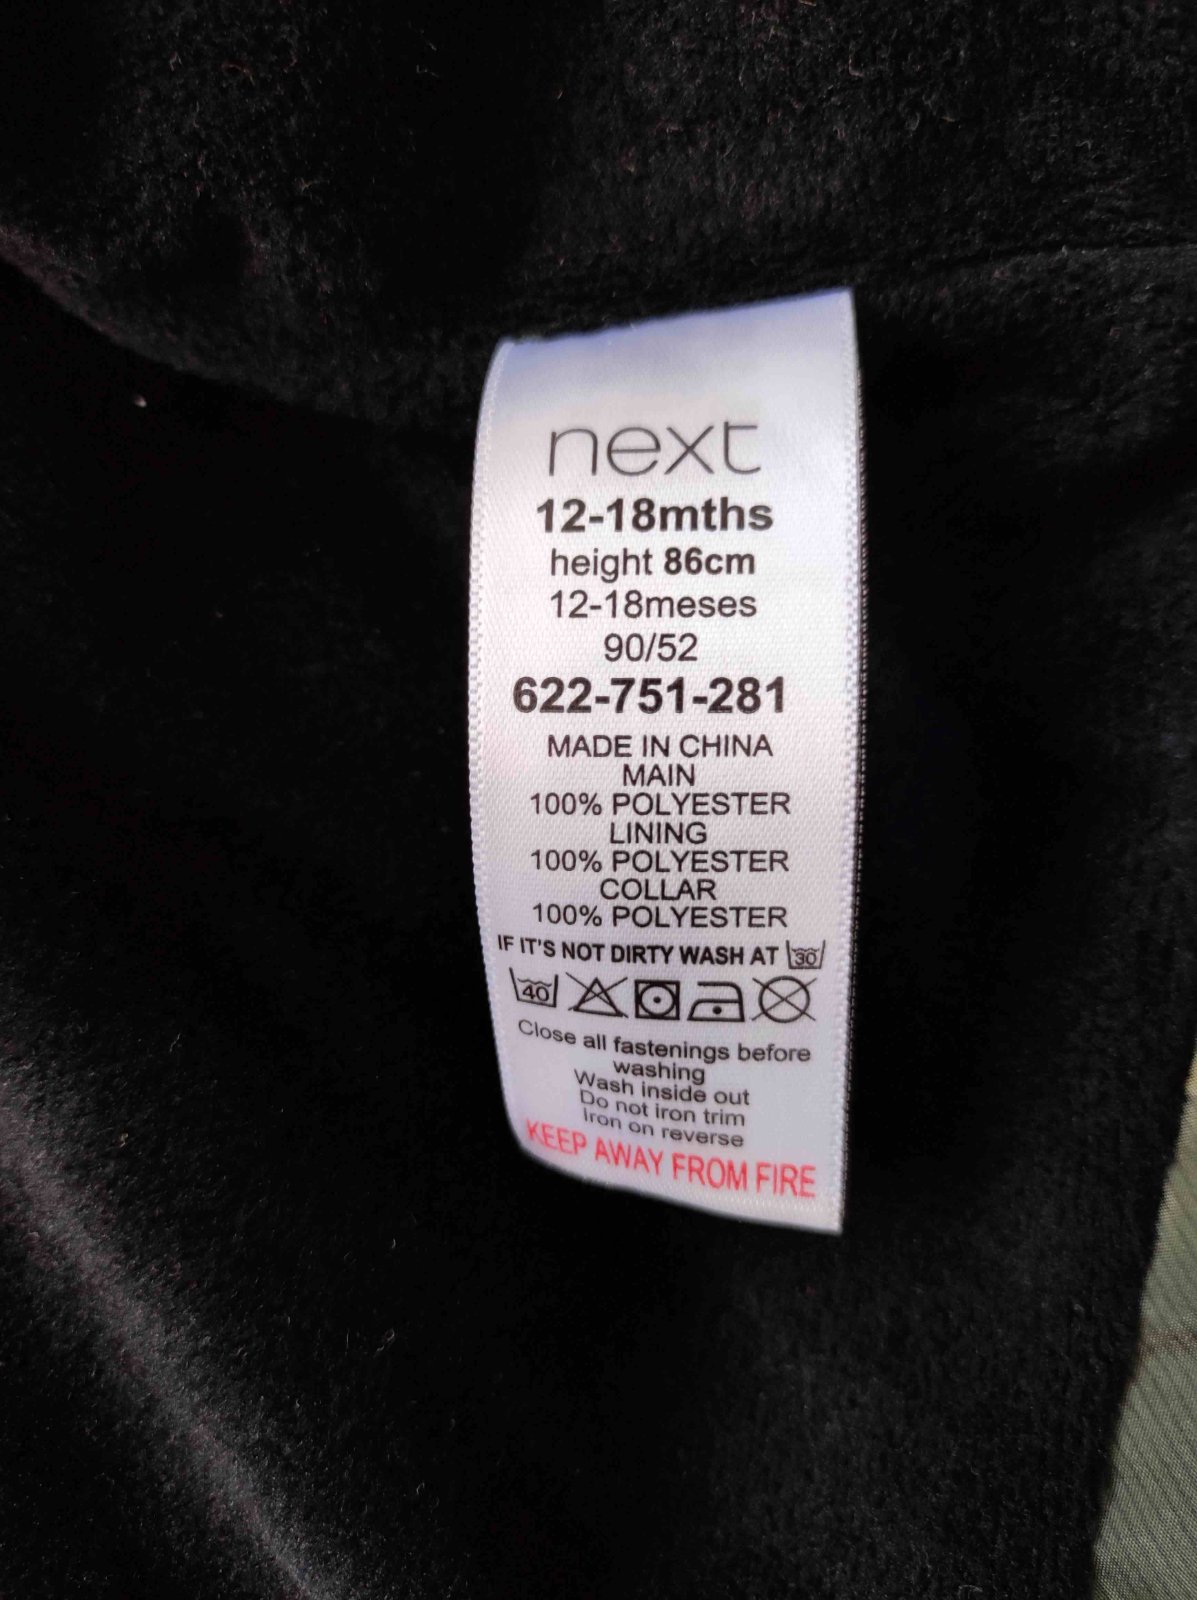 next
12-18mths
height 86cm
12-18meses
90/52
622-751-281
MADE IN CHINA
MAIN
100% POLYESTER
LINING
100% POLYESTER
COLLAR
100% POLYESTER
IF IT'S NOT DIRTY WASH AT 30
40
Close all fastenings before
washing
Wash inside out
Do not iron trim
Iron on reverse
KEEP AWAY FROM FIRE